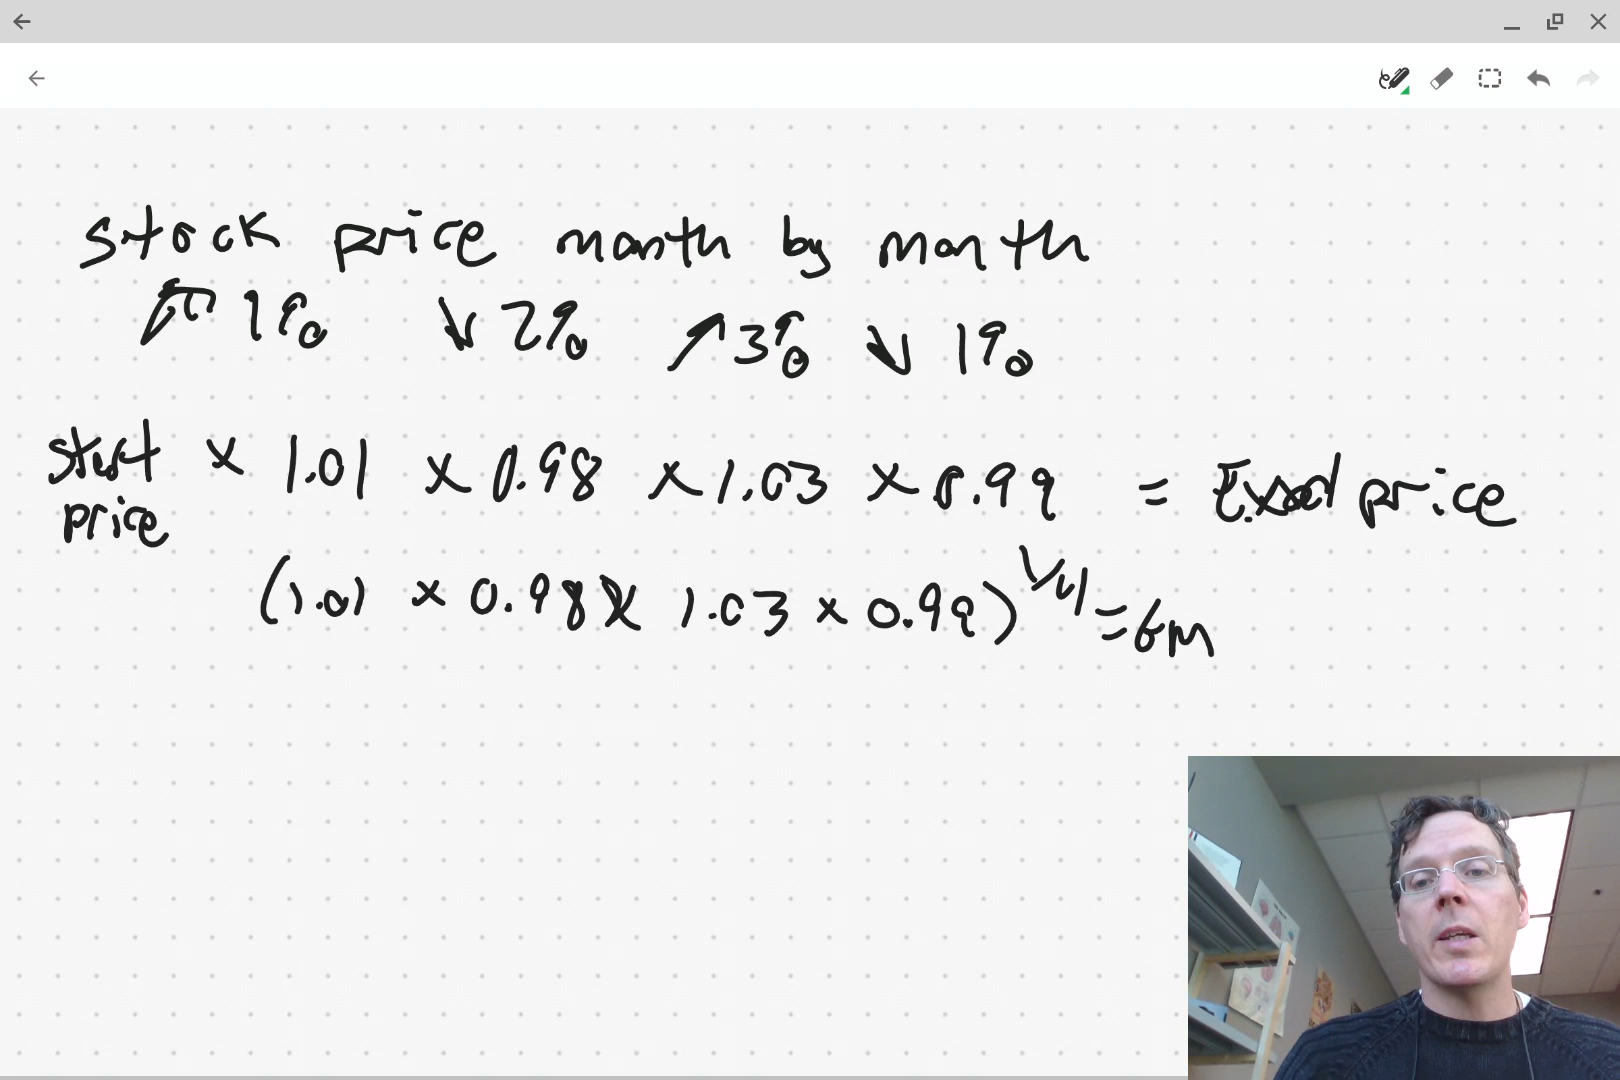 stock price month by month
↗ 1% ↘ 2% ↗ 3% ↘ 1%
start price × 1.01 × 0.98 × 1.03 × 0.99 = End price
(1.01 × 0.98 × 1.03 × 0.99)^1/4 = GM